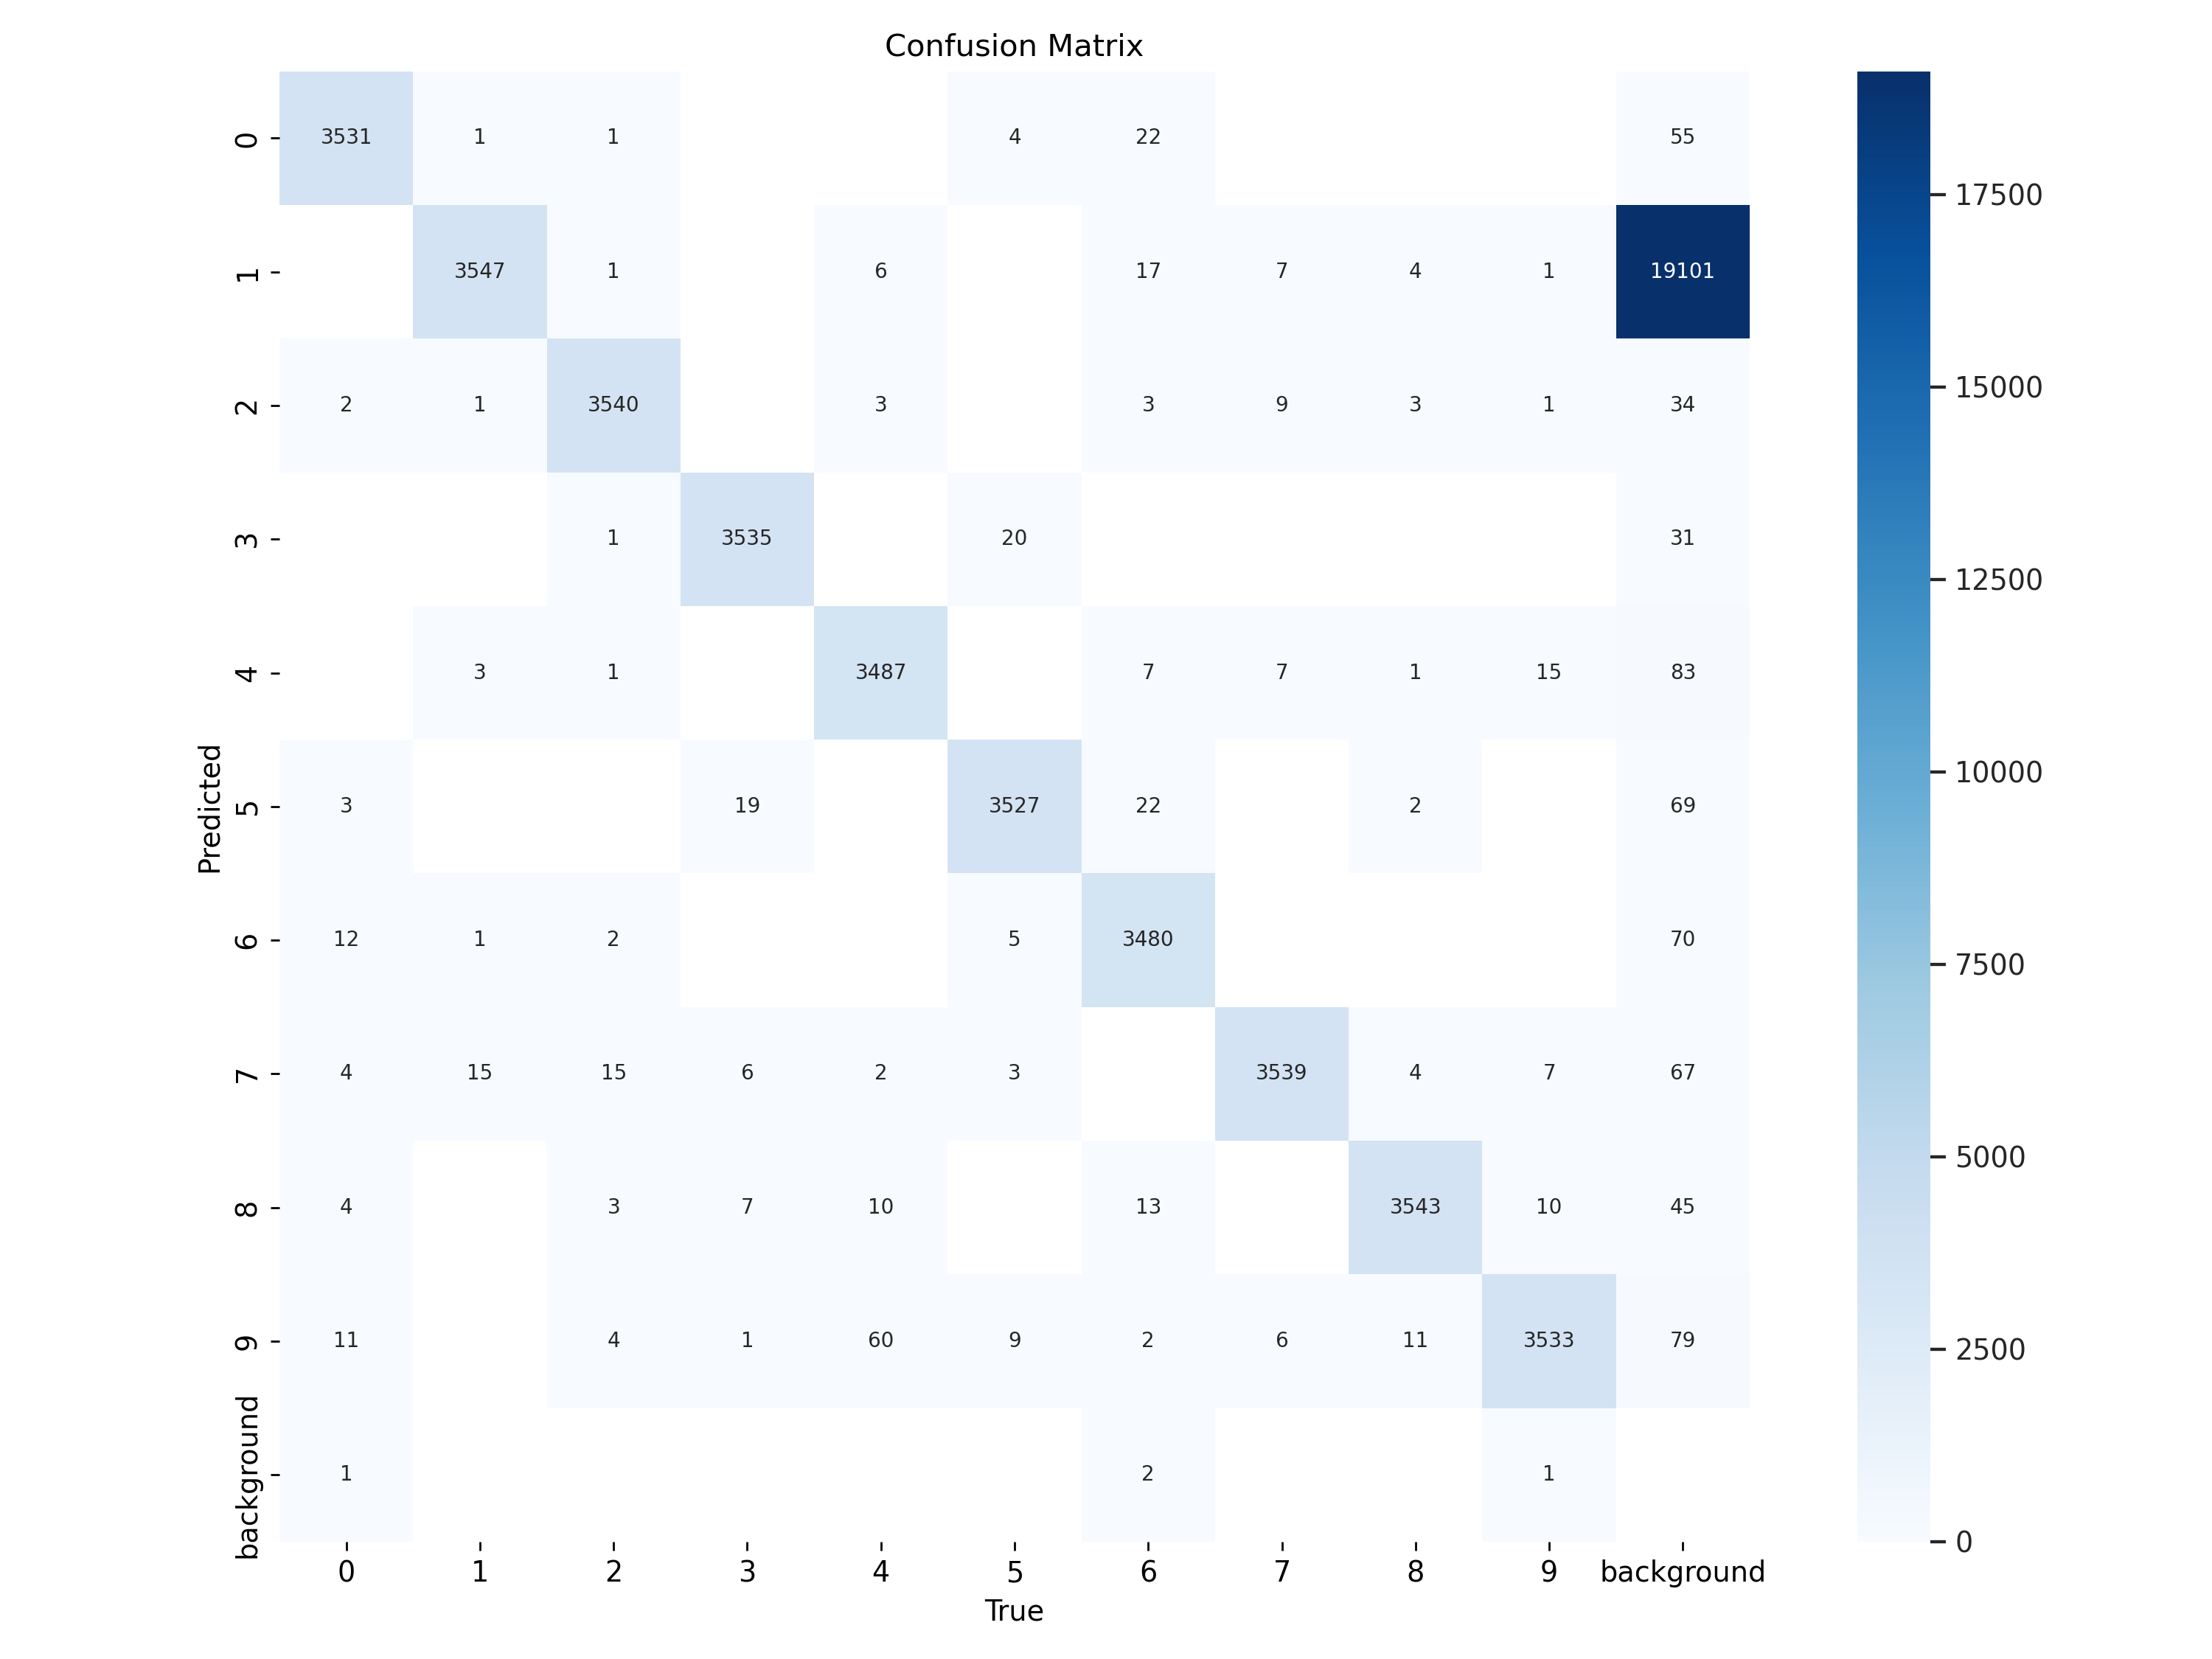 Confusion Matrix
0 3531 1 1 4 22 55
1 3547 1 6 17 7 4 1 19101
2 2 1 3540 3 3 9 3 1 34
3 1 3535 20 31
4 3 1 3487 7 7 1 15 83
5 3 19 3527 22 2 69
6 12 1 2 5 3480 70
7 4 15 15 6 2 3 3539 4 7 67
8 4 3 7 10 13 3543 10 45
9 11 4 1 60 9 2 6 11 3533 79
background 1 2 1
0 1 2 3 4 5 6 7 8 9 background
True
Predicted
17500
15000
12500
10000
7500
5000
2500
0